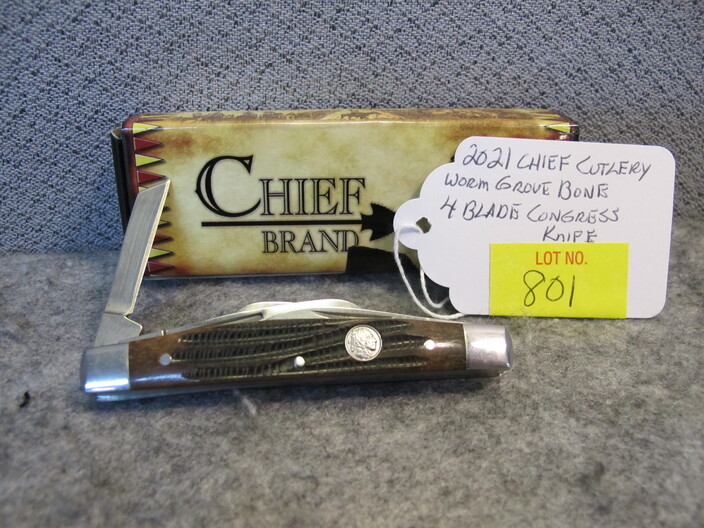 CHIEF
BRAND
2021 CHIEF CUTLERY
WORM GROVE BONE
4 BLADE CONGRESS
KNIFE
LOT NO.
801